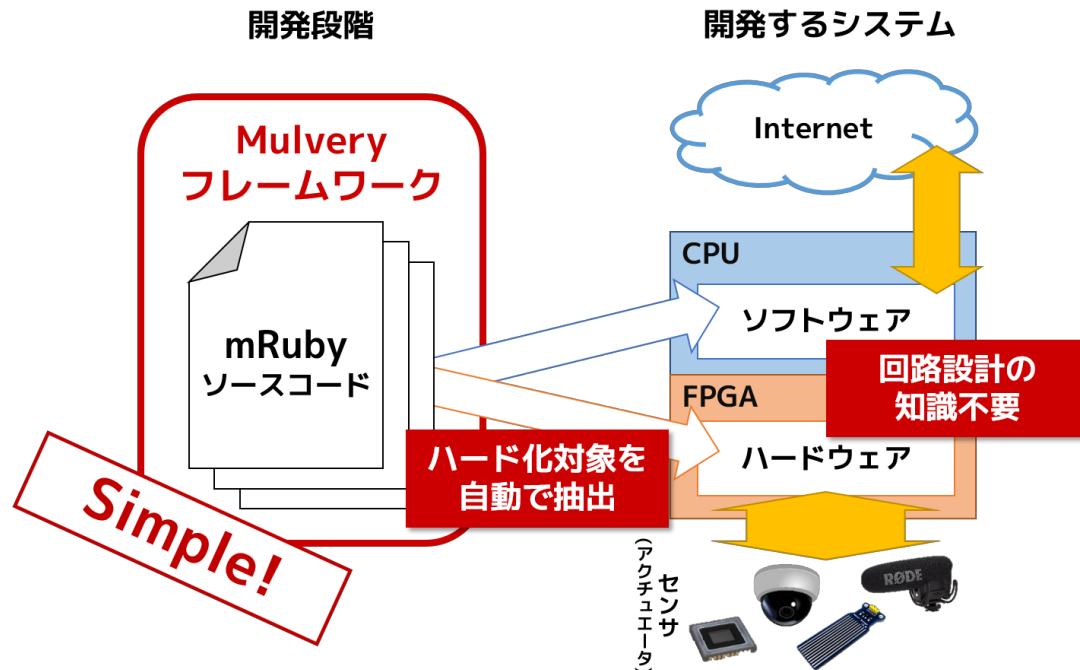 開発段階
開発するシステム
Mulvery
フレームワーク
mRuby
ソースコード
Simple!
ハード化対象を
自動で抽出
Internet
CPU
ソフトウェア
回路設計の
知識不要
FPGA
ハードウェア
センサ
(アクチュエータ)
RØDE